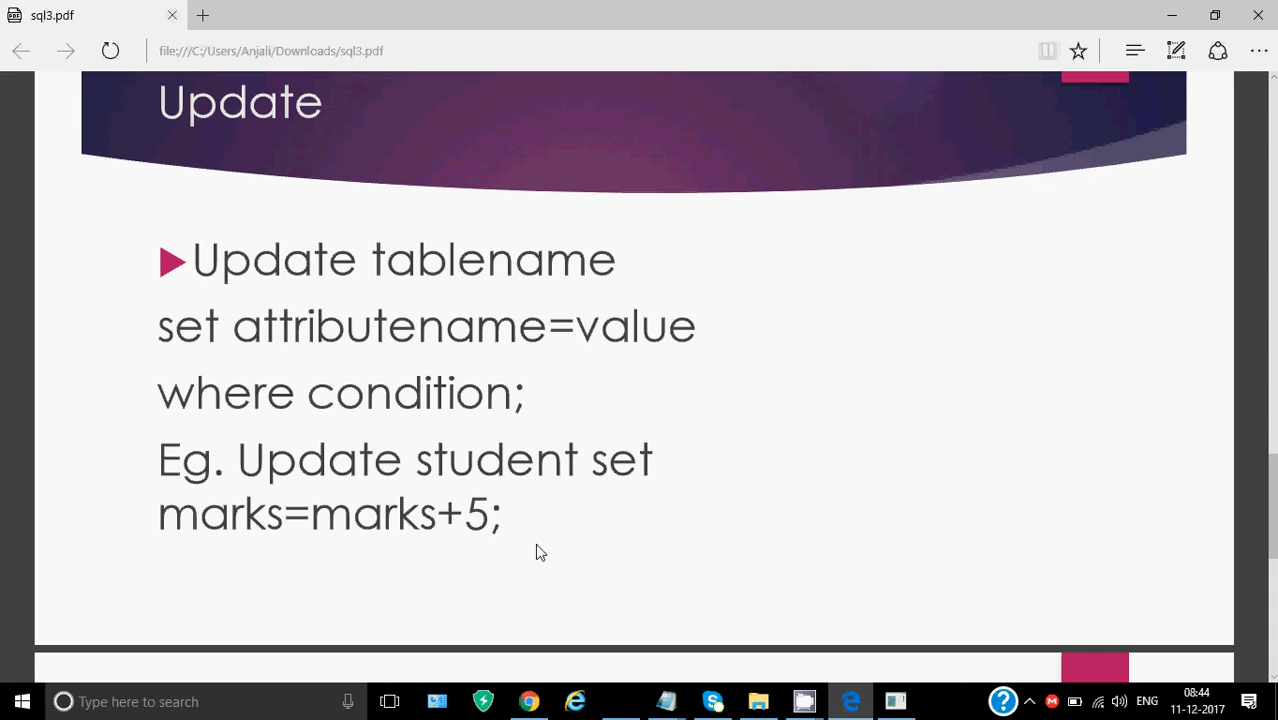 sql3.pdf
file:///C:/Users/Anjali/Downloads/sql3.pdf
Update
Update tablename
set attributename=value
where condition;
Eg. Update student set
marks=marks+5;
Type here to search
ENG
08:44
11-12-2017